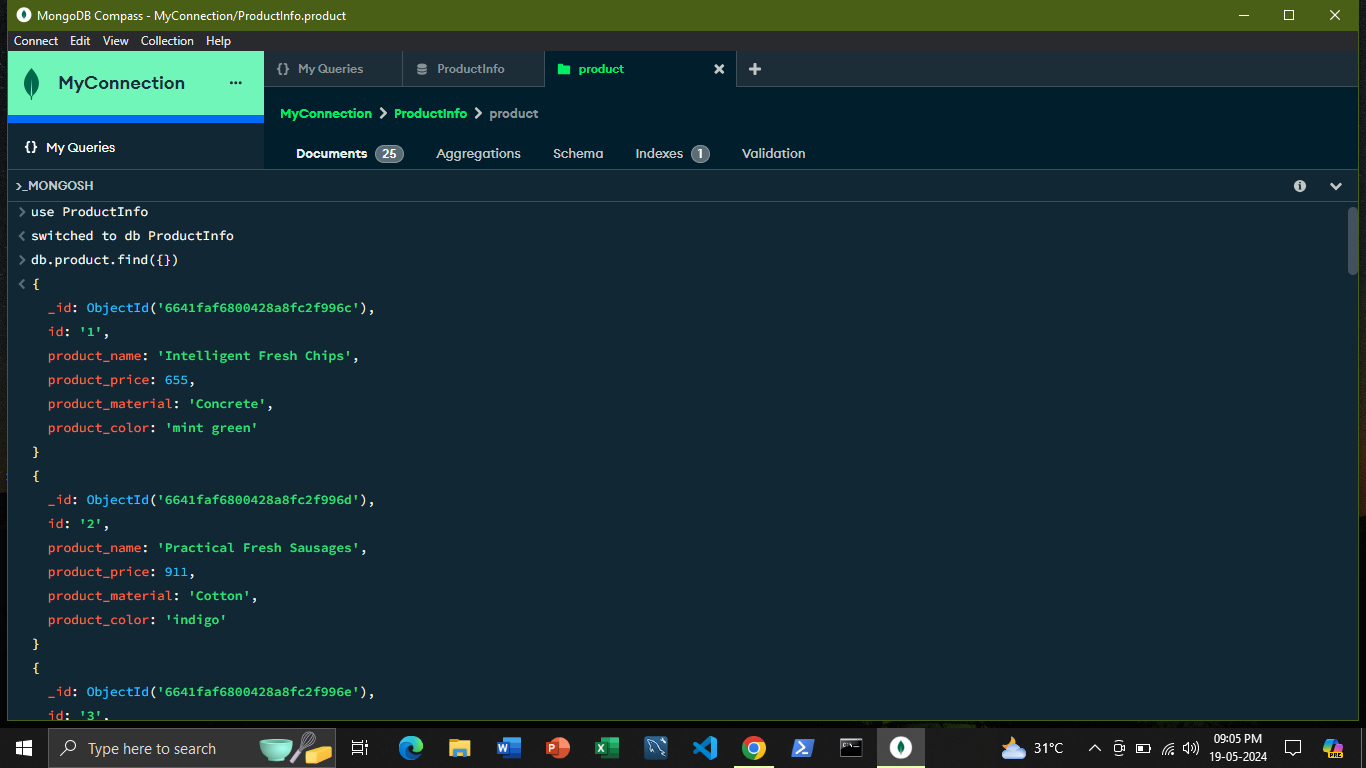 MongoDB Compass - MyConnection/ProductInfo.product
Connect Edit View Collection Help
MyConnection ...
{} My Queries
ProductInfo
product
MyConnection > ProductInfo > product
{} My Queries
Documents 25 Aggregations Schema Indexes 1 Validation
>_MONGOSH
> use ProductInfo
< switched to db ProductInfo
> db.product.find({})
< {
_id: ObjectId('6641faf6800428a8fc2f996c'),
id: '1',
product_name: 'Intelligent Fresh Chips',
product_price: 655,
product_material: 'Concrete',
product_color: 'mint green'
}
{
_id: ObjectId('6641faf6800428a8fc2f996d'),
id: '2',
product_name: 'Practical Fresh Sausages',
product_price: 911,
product_material: 'Cotton',
product_color: 'indigo'
}
{
_id: ObjectId('6641faf6800428a8fc2f996e'),
id: '3',
Type here to search
31°C
09:05 PM
19-05-2024
PRE